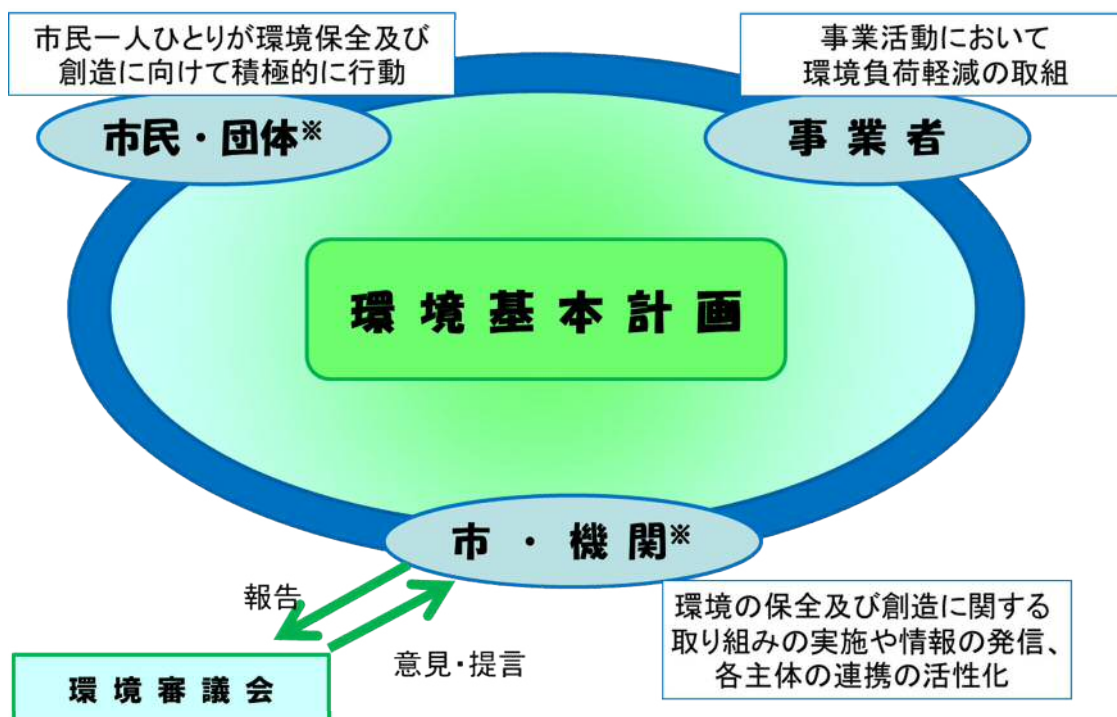 市民一人ひとりが環境保全及び
創造に向けて積極的に行動
事業活動において
環境負荷軽減の取組
市民・団体※
事業者
環境基本計画
市・機関※
報告
意見・提言
環境の保全及び創造に関する
取り組みの実施や情報の発信、
各主体の連携の活性化
環境審議会